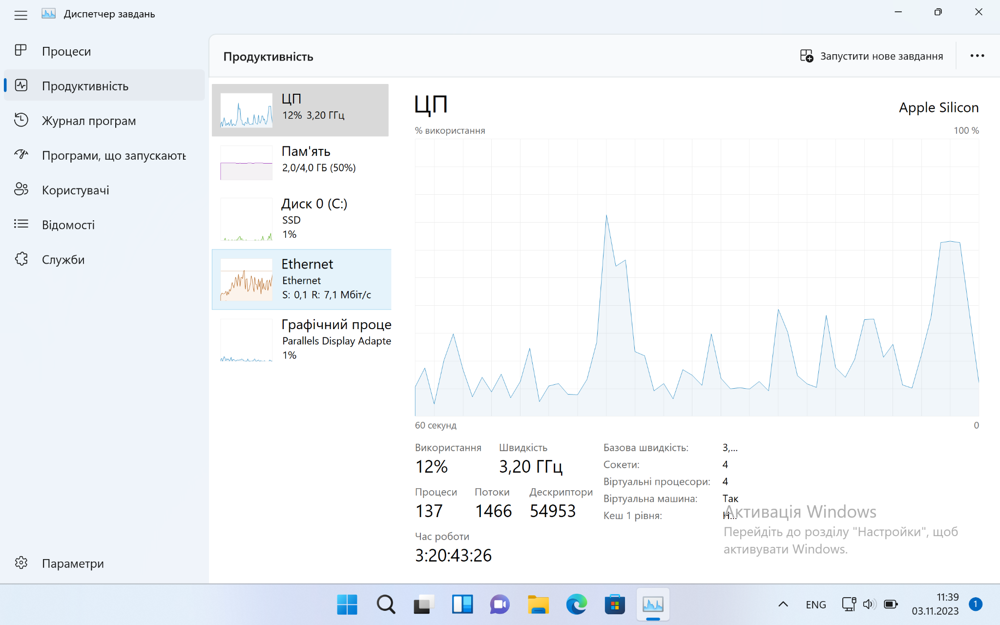 Диспетчер завдань
Процеси
Продуктивність
Журнал програм
Програми, що запускають
Користувачі
Відомості
Служби
Параметри
Продуктивність
Запустити нове завдання
ЦП
12% 3,20 ГГц
Пам'ять
2,0/4,0 ГБ (50%)
Диск 0 (C:)
SSD
1%
Ethernet
Ethernet
S: 0,1 R: 7,1 Мбіт/с
Графічний проце
Parallels Display Adapte
1%
ЦП
Apple Silicon
% використання
100 %
60 секунд
0
Використання
12%
Швидкість
3,20 ГГц
Процеси
137
Потоки
1466
Дескриптори
54953
Час роботи
3:20:43:26
Базова швидкість: 3,...
Сокети: 4
Віртуальні процесори: 4
Віртуальна машина: Так
Кеш 1 рівня: Н...
Активація Windows
Перейдіть до розділу "Настройки", щоб
активувати Windows.
ENG
11:39
03.11.2023
1